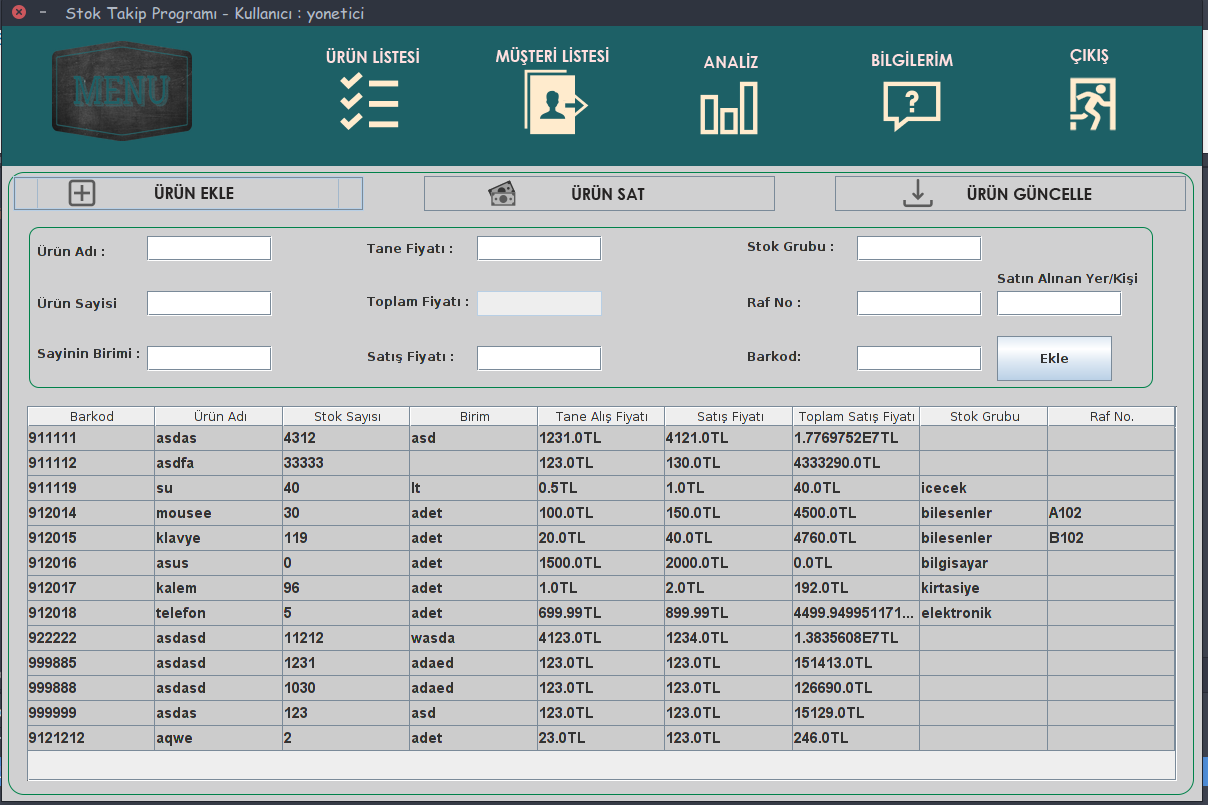 Stok Takip Programı - Kullanıcı : yonetici
MENU
ÜRÜN LİSTESİ
MÜŞTERİ LİSTESİ
ANALİZ
BİLGİLERİM
ÇIKIŞ
ÜRÜN EKLE
ÜRÜN SAT
ÜRÜN GÜNCELLE
Ürün Adı :
Tane Fiyatı :
Stok Grubu :
Satın Alınan Yer/Kişi
Ürün Sayisi
Toplam Fiyatı :
Raf No :
Sayinin Birimi :
Satış Fiyatı :
Barkod:
Ekle
Barkod Ürün Adı Stok Sayısı Birim Tane Alış Fiyatı Satış Fiyatı Toplam Satış Fiyatı Stok Grubu Raf No.
911111 asdas 4312 asd 1231.0TL 4121.0TL 1.7769752E7TL
911112 asdfa 33333 123.0TL 130.0TL 4333290.0TL
911119 su 40 lt 0.5TL 1.0TL 40.0TL icecek
912014 mousee 30 adet 100.0TL 150.0TL 4500.0TL bilesenler A102
912015 klavye 119 adet 20.0TL 40.0TL 4760.0TL bilesenler B102
912016 asus 0 adet 1500.0TL 2000.0TL 0.0TL bilgisayar
912017 kalem 96 adet 1.0TL 2.0TL 192.0TL kirtasiye
912018 telefon 5 adet 699.99TL 899.99TL 4499.949951171... elektronik
922222 asdasd 11212 wasda 4123.0TL 1234.0TL 1.3835608E7TL
999885 asdasd 1231 adaed 123.0TL 123.0TL 151413.0TL
999888 asdasd 1030 adaed 123.0TL 123.0TL 126690.0TL
999999 asdas 123 asd 123.0TL 123.0TL 15129.0TL
9121212 aqwe 2 adet 23.0TL 123.0TL 246.0TL